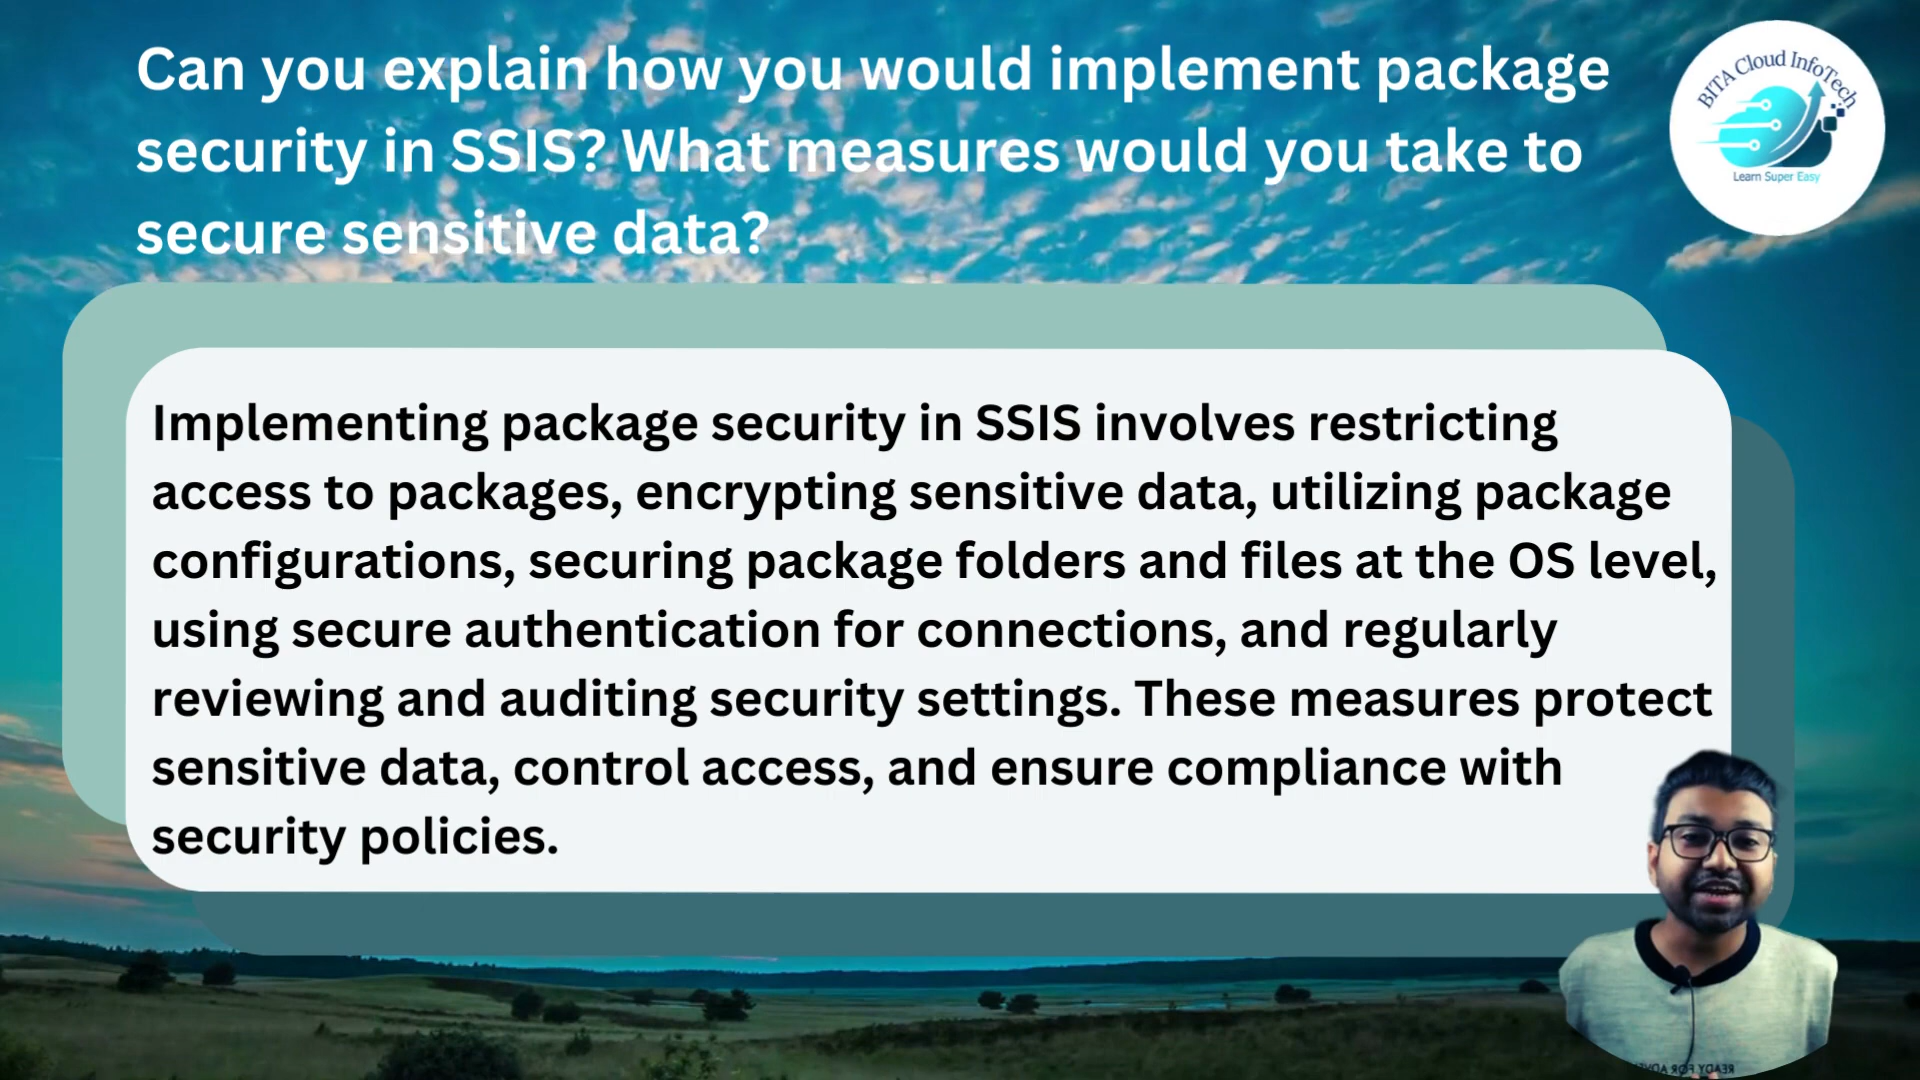 Can you explain how you would implement package
security in SSIS? What measures would you take to
secure sensitive data?
BITA Cloud InfoTech
Learn Super Easy
Implementing package security in SSIS involves restricting
access to packages, encrypting sensitive data, utilizing package
configurations, securing package folders and files at the OS level,
using secure authentication for connections, and regularly
reviewing and auditing security settings. These measures protect
sensitive data, control access, and ensure compliance with
security policies.
READY FOR